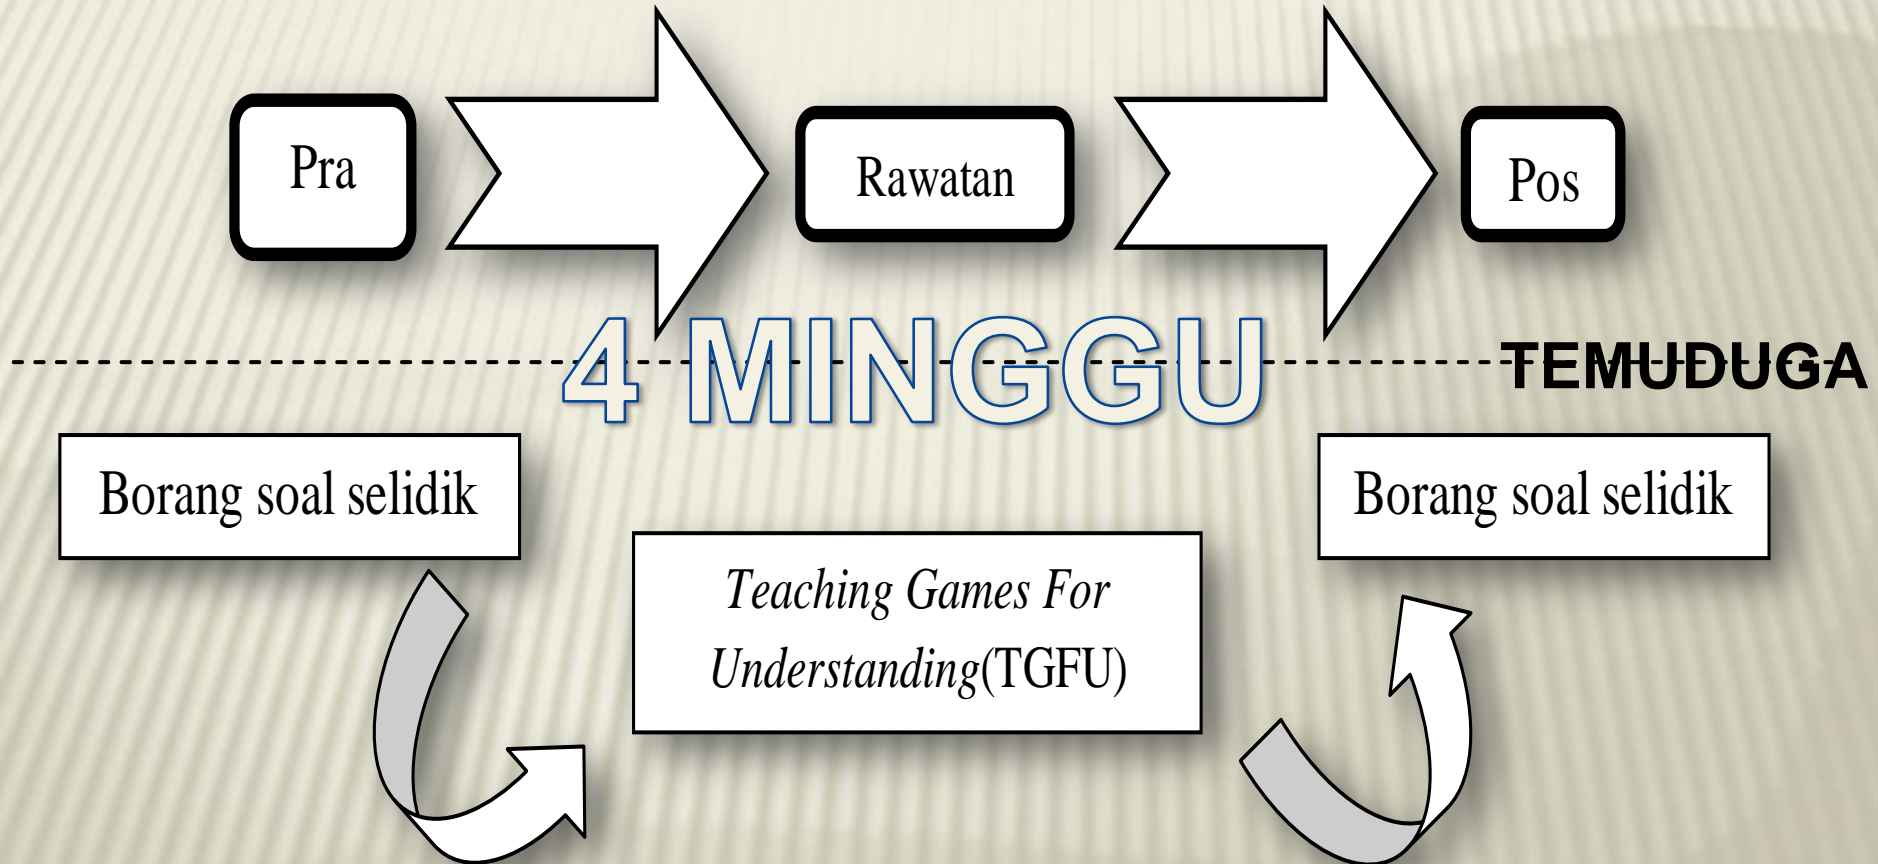 Pra
Rawatan
Pos
4 MINGGU
TEMUDUGA
Borang soal selidik
Teaching Games For
Understanding(TGFU)
Borang soal selidik